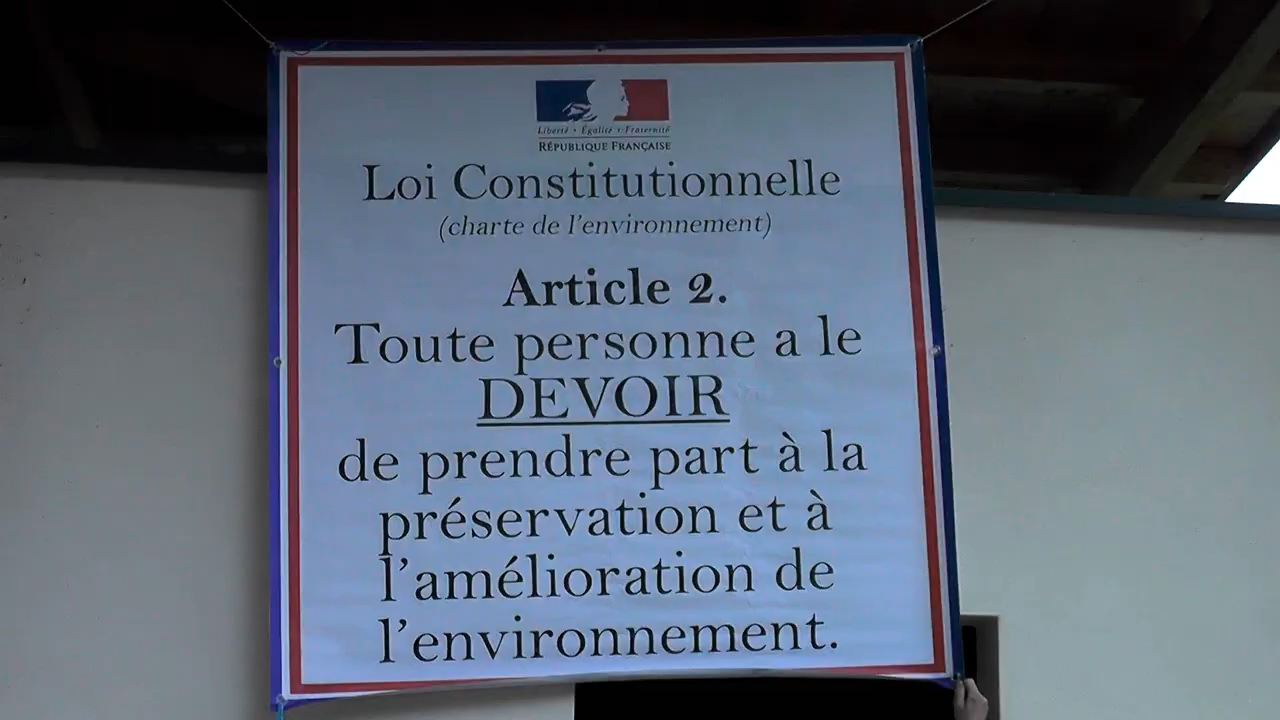 Liberté • Égalité • Fraternité
RÉPUBLIQUE FRANÇAISE
Loi Constitutionnelle
(charte de l'environnement)
Article 2.
Toute personne a le
DEVOIR
de prendre part à la
préservation et à
l'amélioration de
l'environnement.